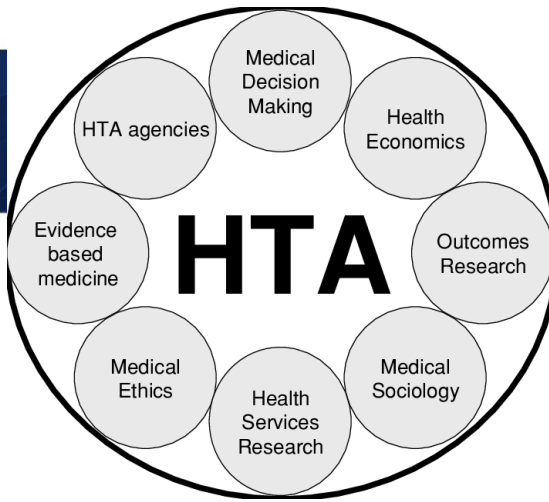 Medical
Decision
Making
Health
Economics
Outcomes
Research
Medical
Sociology
Health
Services
Research
Medical
Ethics
Evidence
based
medicine
HTA agencies
HTA